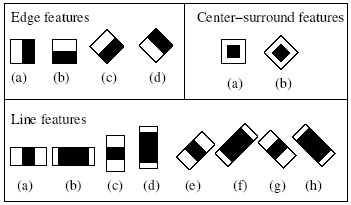 Edge features
(a) (b) (c) (d)
Center-surround features
(a) (b)
Line features
(a) (b) (c) (d) (e) (f) (g) (h)